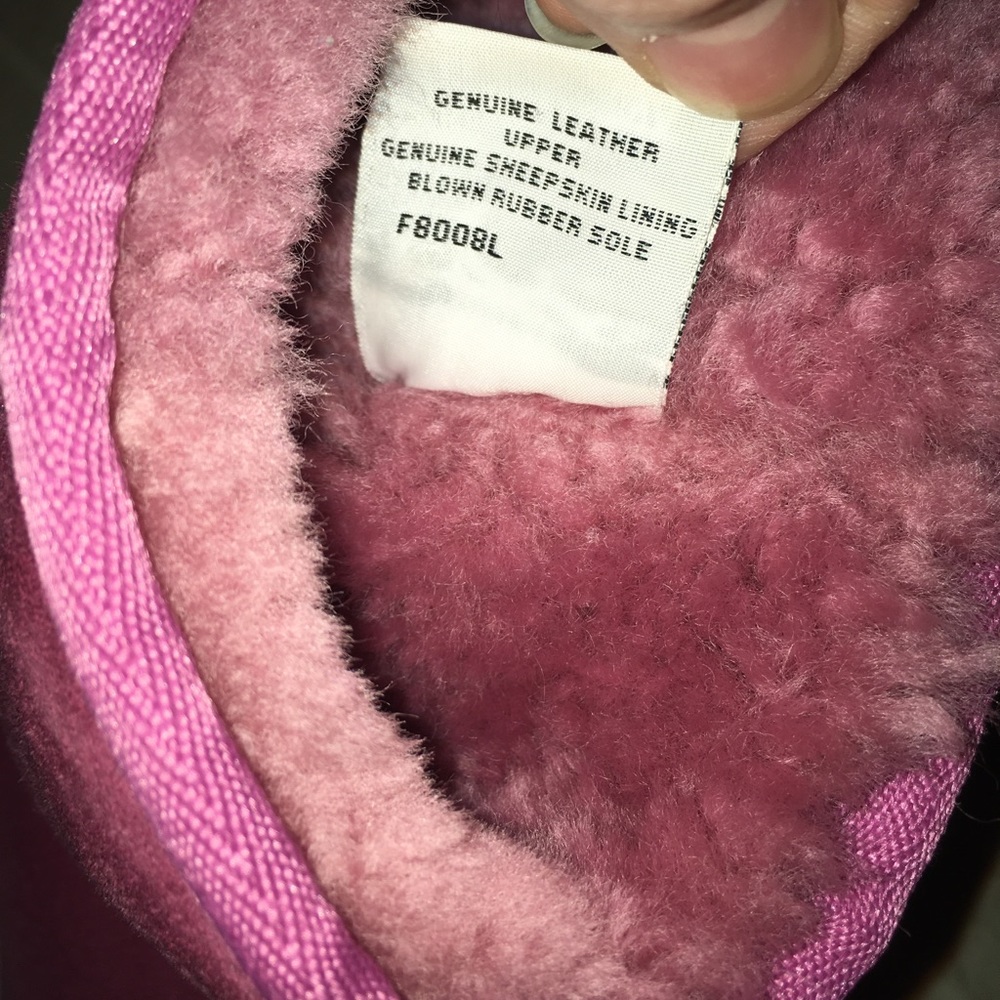 GENUINE LEATHER
UPPER
GENUINE SHEEPSKIN LINING
BLOWN RUBBER SOLE
F8008L